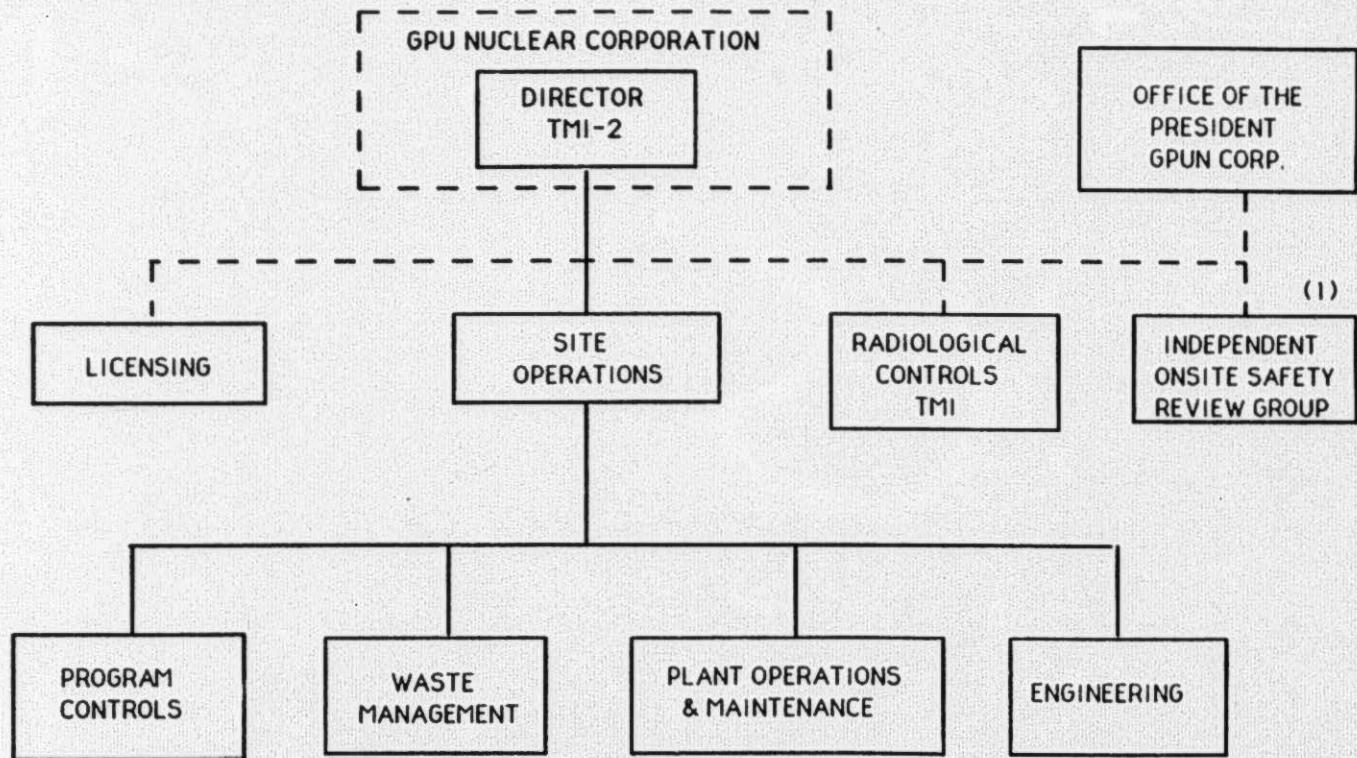 GPU NUCLEAR CORPORATION
DIRECTOR
TMI-2
OFFICE OF THE
PRESIDENT
GPUN CORP.
(1)
LICENSING
SITE
OPERATIONS
RADIOLOGICAL
CONTROLS
TMI
INDEPENDENT
ONSITE SAFETY
REVIEW GROUP
PROGRAM
CONTROLS
WASTE
MANAGEMENT
PLANT OPERATIONS
& MAINTENANCE
ENGINEERING